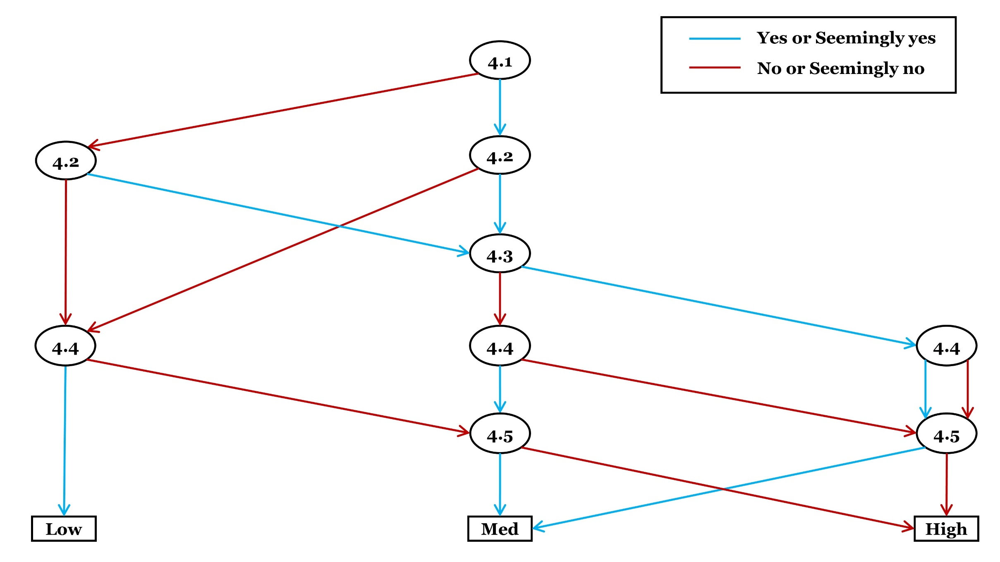 Yes or Seemingly yes
No or Seemingly no
4.1
4.2
4.2
4.3
4.4
4.4
4.4
4.5
4.5
Low
Med
High